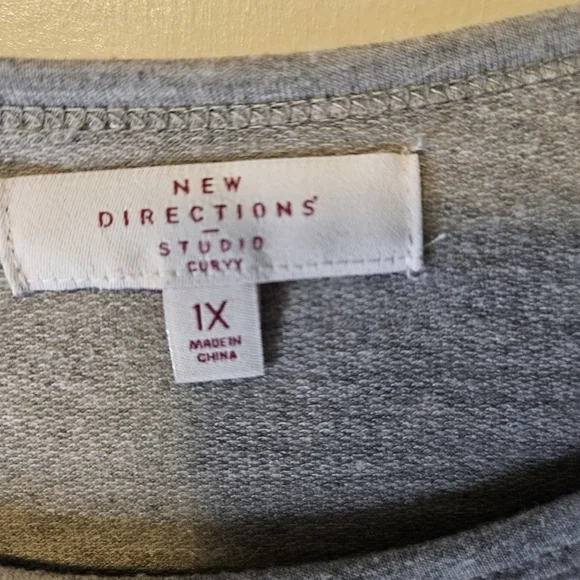 NEW
DIRECTIONS®
STUDIO
CURVY
1X
MADE IN
CHINA